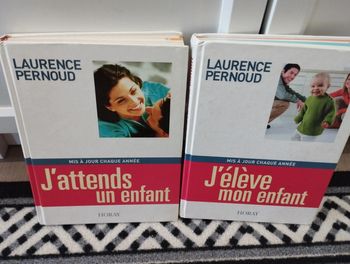 LAURENCE
PERNOUD
MIS À JOUR CHAQUE ANNÉE
J'attends
un enfant
HORAY
LAURENCE
PERNOUD
MIS À JOUR CHAQUE ANNÉE
J'élève
mon enfant
HORAY